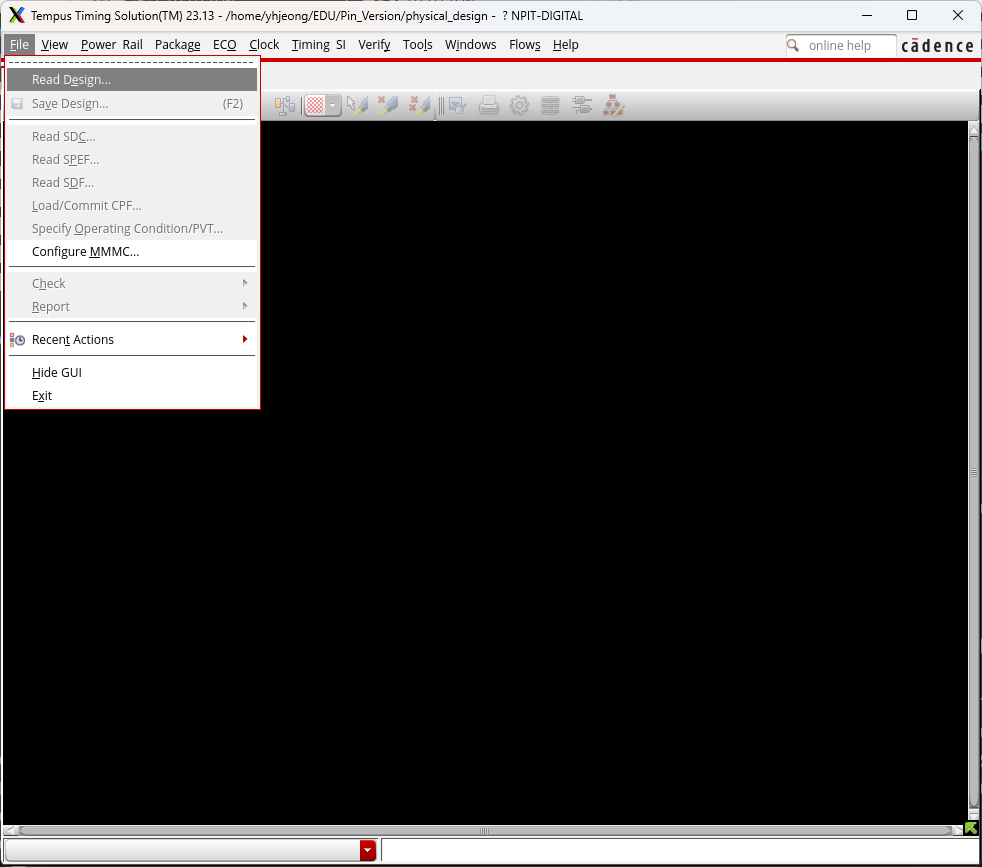 Tempus Timing Solution(TM) 23.13 - /home/yhjeong/EDU/Pin_Version/physical_design - ? NPIT-DIGITAL
File View Power Rail Package ECO Clock Timing SI Verify Tools Windows Flows Help online help cādence
Read Design...
Save Design... (F2)
Read SDC...
Read SPEF...
Read SDF...
Load/Commit CPF...
Specify Operating Condition/PVT...
Configure MMMC...
Check
Report
Recent Actions
Hide GUI
Exit